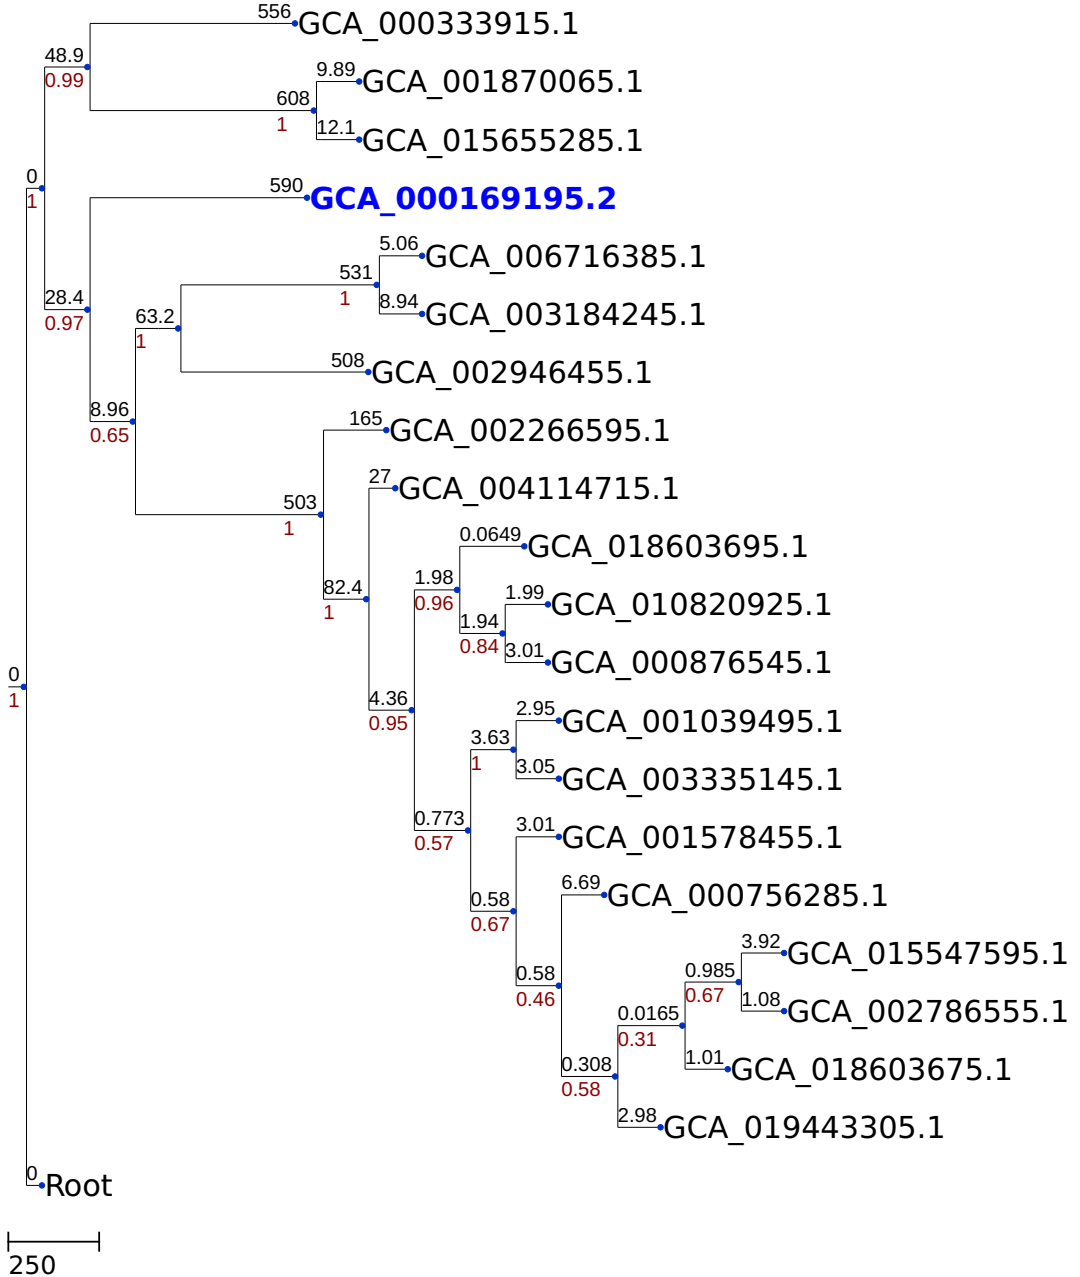 556
GCA_000333915.1
48.9
0.99
9.89
GCA_001870065.1
608
1
12.1
GCA_015655285.1
0
1
590
GCA_000169195.2
5.06
GCA_006716385.1
531
1
8.94
GCA_003184245.1
28.4
0.97
63.2
1
508
GCA_002946455.1
8.96
0.65
165
GCA_002266595.1
27
GCA_004114715.1
503
1
0.0649
GCA_018603695.1
1.98
0.96
1.99
GCA_010820925.1
82.4
1
1.94
0.84
3.01
GCA_000876545.1
0
1
4.36
0.95
2.95
GCA_001039495.1
3.63
1
3.05
GCA_003335145.1
0.773
0.57
3.01
GCA_001578455.1
0.58
0.67
6.69
GCA_000756285.1
0.58
0.46
3.92
GCA_015547595.1
0.985
0.67
1.08
GCA_002786555.1
0.0165
0.31
1.01
GCA_018603675.1
0.308
0.58
2.98
GCA_019443305.1
0
Root
250